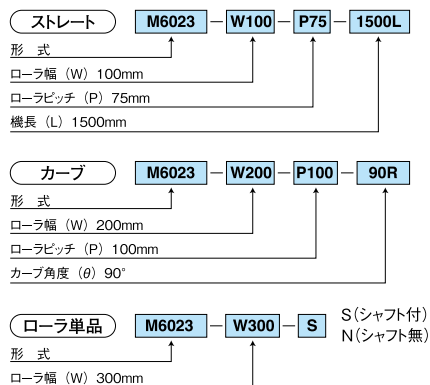 ストレート M6023 − W100 − P75 − 1500L
形　式
ローラ幅（W）100mm
ローラピッチ（P）75mm
機長（L）1500mm
カーブ M6023 − W200 − P100 − 90R
形　式
ローラ幅（W）200mm
ローラピッチ（P）100mm
カーブ角度（θ）90°
ローラ単品 M6023 − W300 − S S（シャフト付）
N（シャフト無）
形　式
ローラ幅（W）300mm